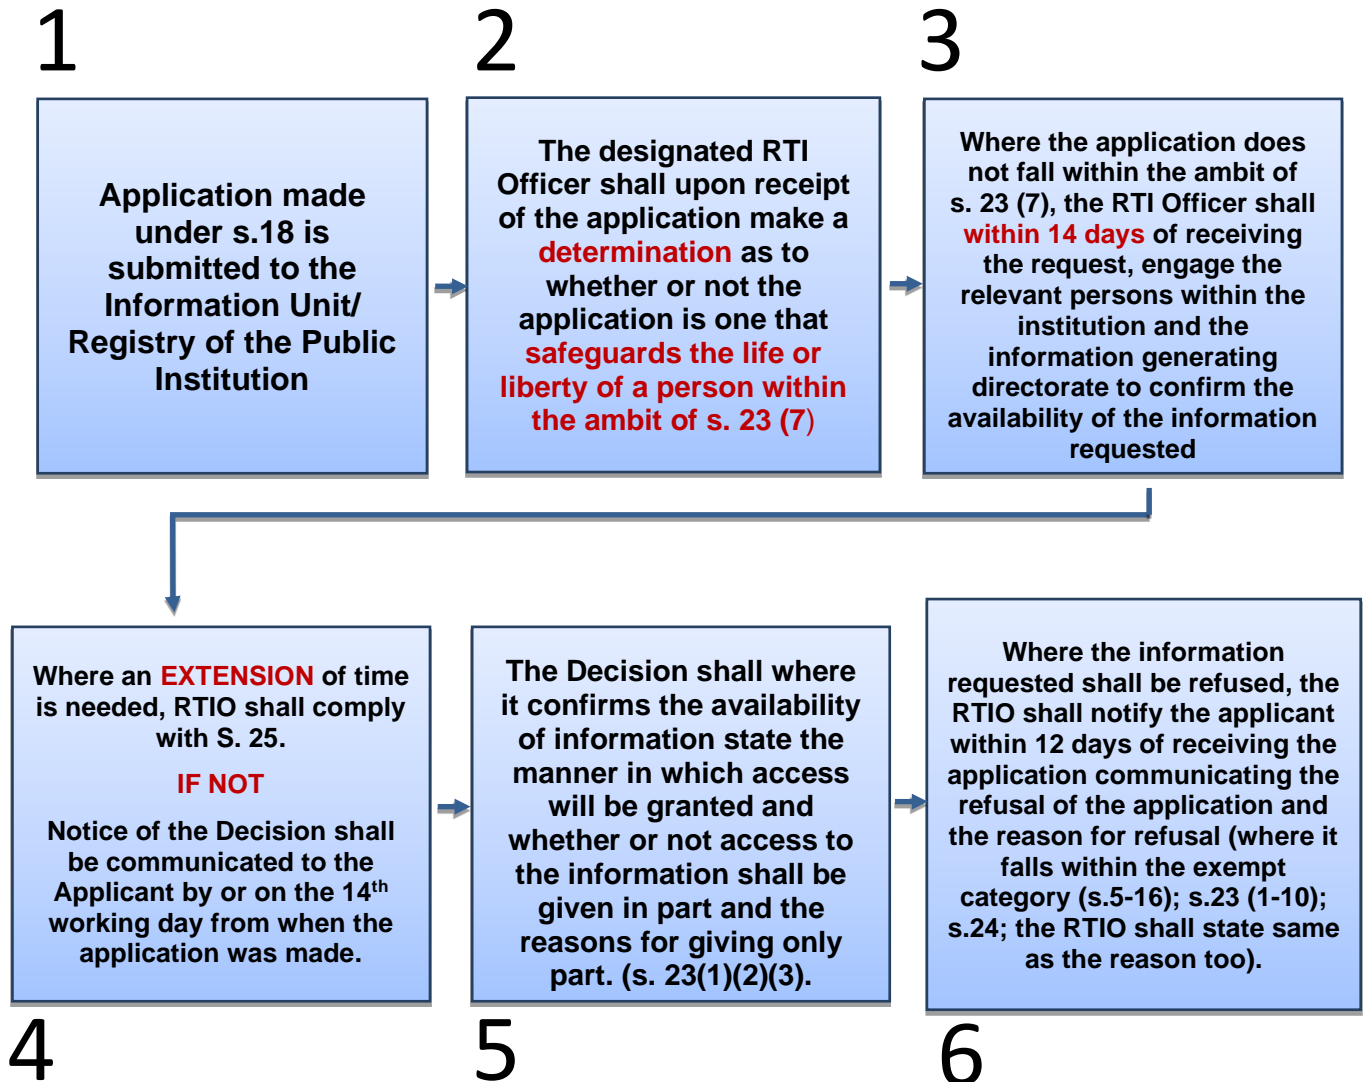 1
Application made
under s.18 is
submitted to the
Information Unit/
Registry of the Public
Institution
2
The designated RTI
Officer shall upon receipt
of the application make a
determination as to
whether or not the
application is one that
safeguards the life or
liberty of a person within
the ambit of s. 23 (7)
3
Where the application does
not fall within the ambit of
s. 23 (7), the RTI Officer shall
within 14 days of receiving
the request, engage the
relevant persons within the
institution and the
information generating
directorate to confirm the
availability of the information
requested
Where an EXTENSION of time
is needed, RTIO shall comply
with S. 25.
IF NOT
Notice of the Decision shall
be communicated to the
Applicant by or on the 14th
working day from when the
application was made.
4
The Decision shall where
it confirms the availability
of information state the
manner in which access
will be granted and
whether or not access to
the information shall be
given in part and the
reasons for giving only
part. (s. 23(1)(2)(3).
5
Where the information
requested shall be refused, the
RTIO shall notify the applicant
within 12 days of receiving the
application communicating the
refusal of the application and
the reason for refusal (where it
falls within the exempt
category (s.5-16); s.23 (1-10);
s.24; the RTIO shall state same
as the reason too).
6